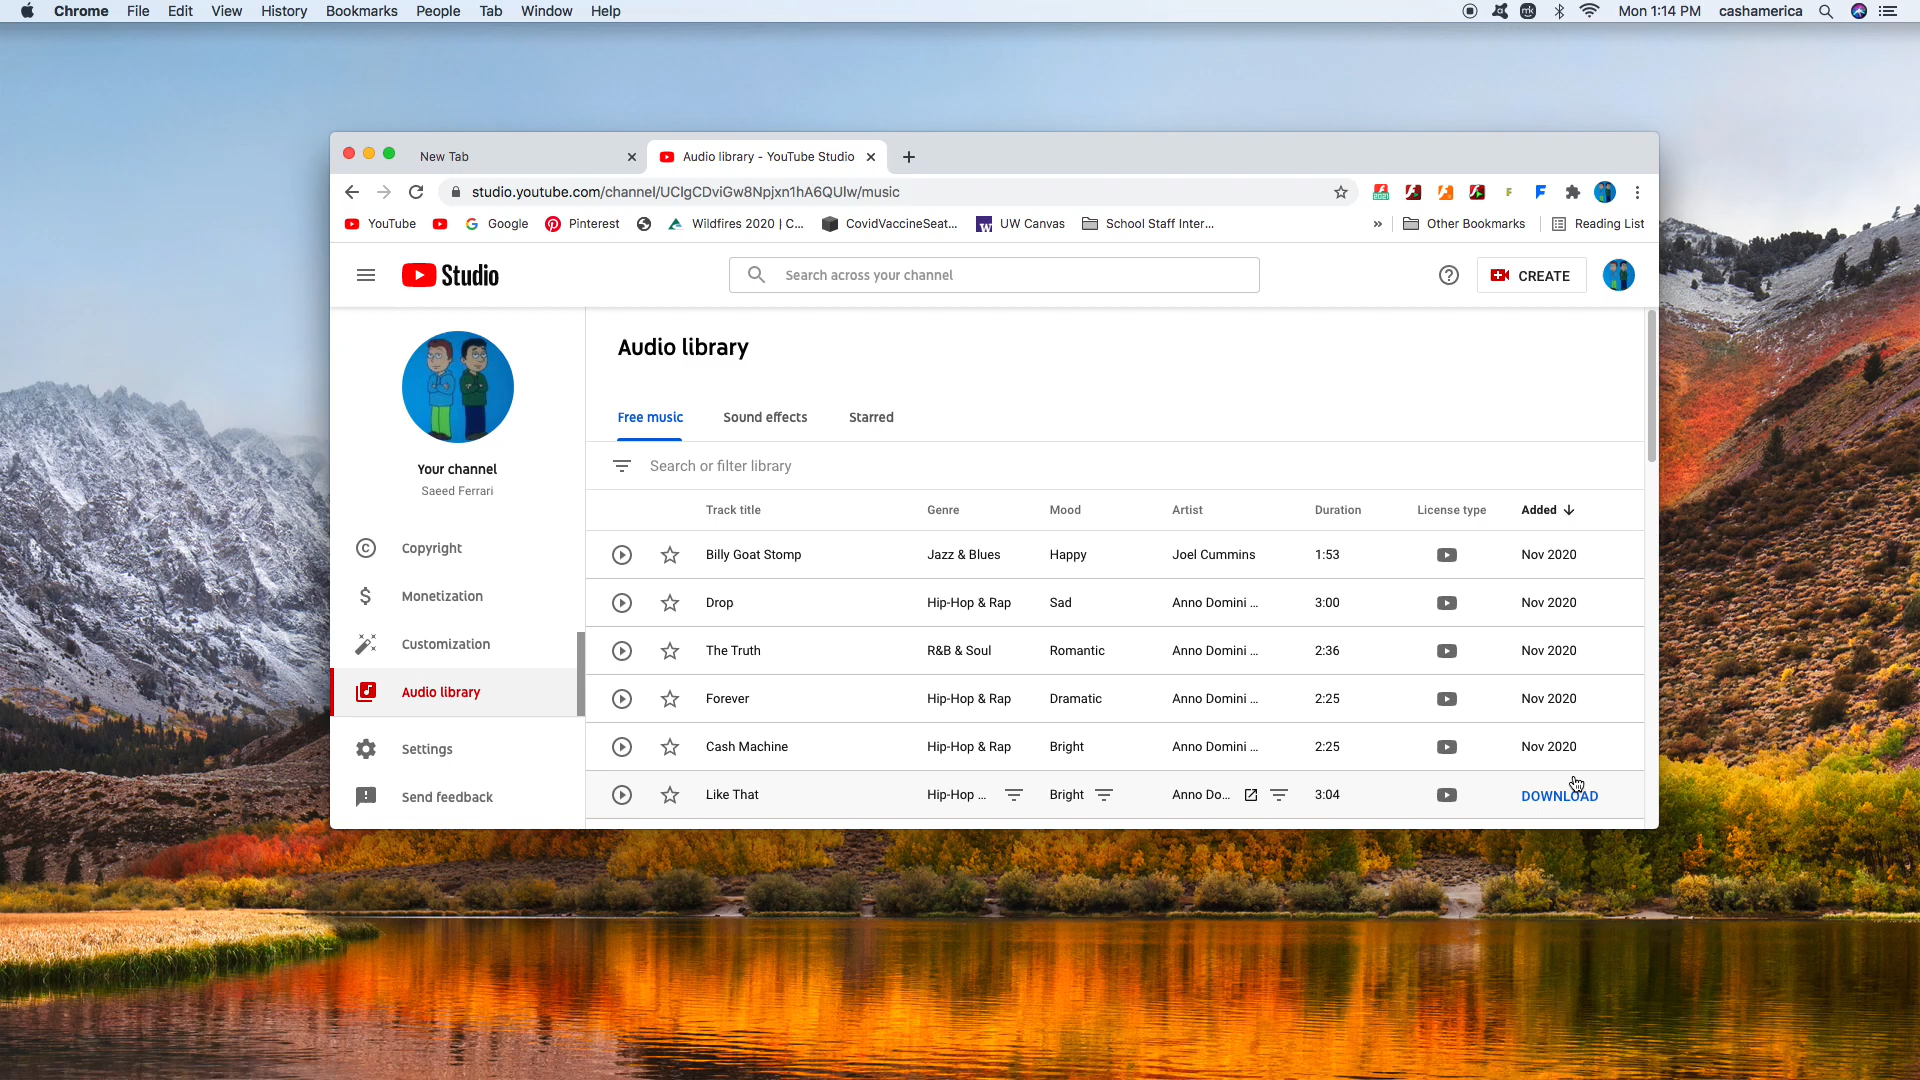 Chrome File Edit View History Bookmarks People Tab Window Help
Mon 1:14 PM cashamerica
New Tab
Audio library - YouTube Studio
studio.youtube.com/channel/UClgCDviGw8Npjxn1hA6QUlw/music
YouTube Google Pinterest Wildfires 2020 | C... CovidVaccineSeat... UW Canvas School Staff Inter... » Other Bookmarks Reading List
Studio
Search across your channel
CREATE
Your channel
Saeed Ferrari
Copyright
Monetization
Customization
Audio library
Settings
Send feedback
Audio library
Free music Sound effects Starred
Search or filter library
Track title Genre Mood Artist Duration License type Added
Billy Goat Stomp Jazz & Blues Happy Joel Cummins 1:53 Nov 2020
Drop Hip-Hop & Rap Sad Anno Domini ... 3:00 Nov 2020
The Truth R&B & Soul Romantic Anno Domini ... 2:36 Nov 2020
Forever Hip-Hop & Rap Dramatic Anno Domini ... 2:25 Nov 2020
Cash Machine Hip-Hop & Rap Bright Anno Domini ... 2:25 Nov 2020
Like That Hip-Hop ... Bright Anno Do... 3:04 DOWNLOAD